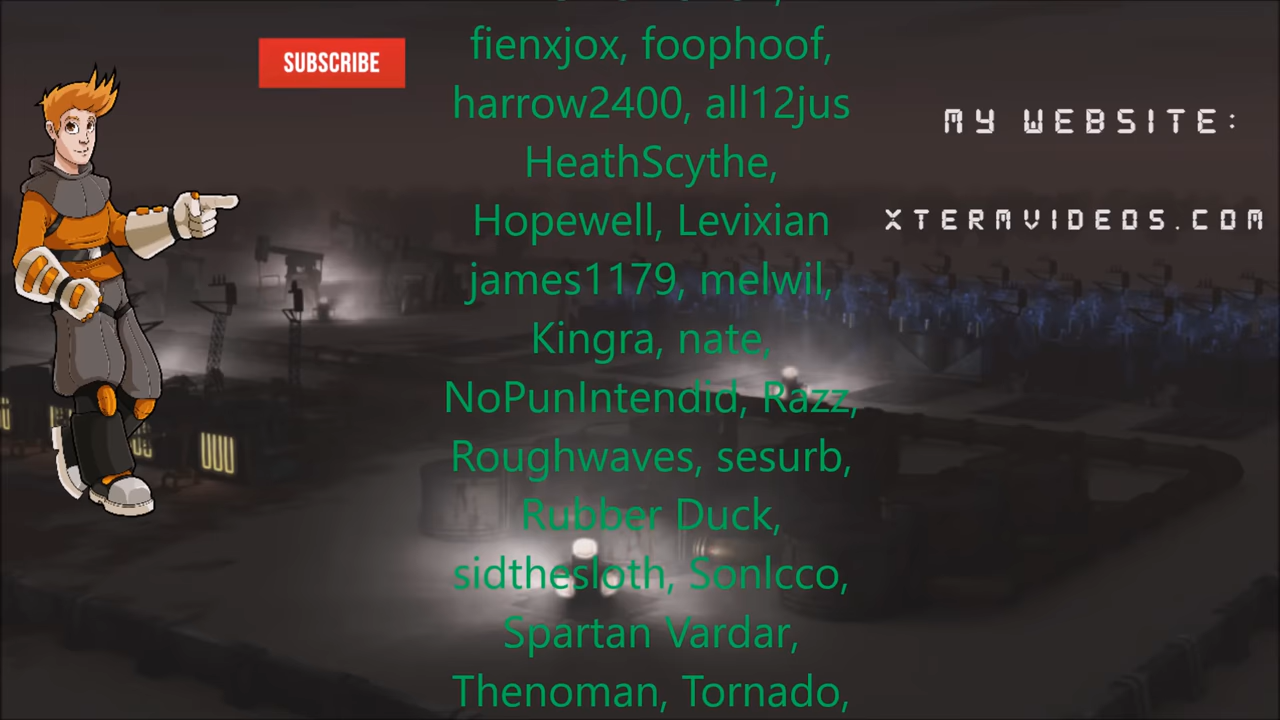 SUBSCRIBE
fienxjox, foophoof,
harrow2400, all12jus
HeathScythe,
Hopewell, Levixian
james1179, melwil,
Kingra, nate,
NoPunIntendid, Razz,
Roughwaves, sesurb,
Rubber Duck,
sidthesloth, Sonlcco,
Spartan Vardar,
Thenoman, Tornado,
MY WEBSITE:
XTERMVIDEOS.COM